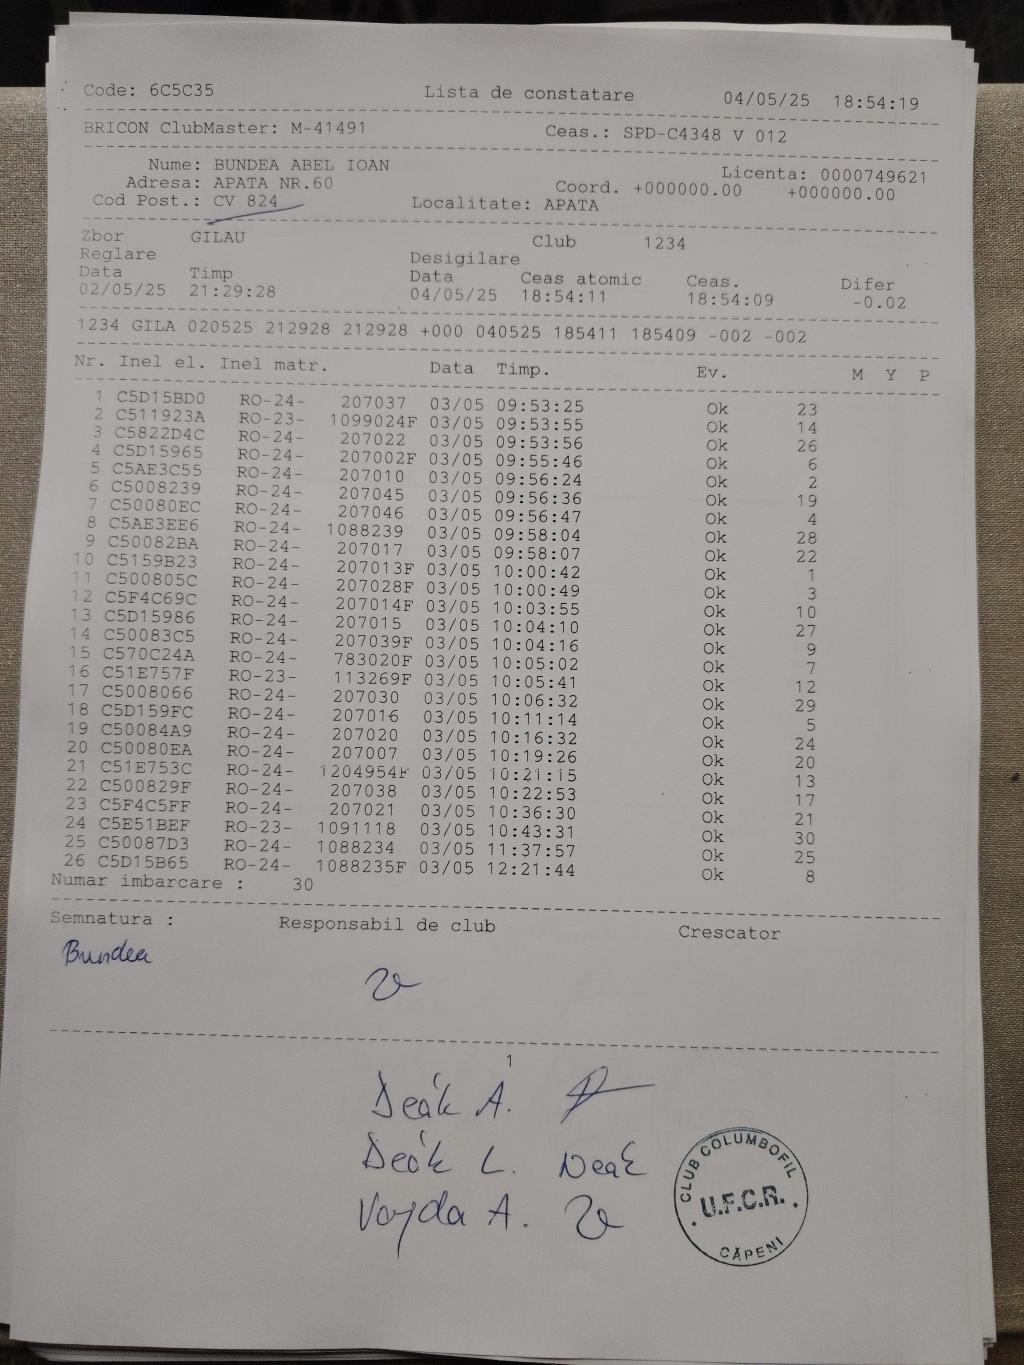 Code: 6C5C35 Lista de constatare 04/05/25 18:54:19
BRICON ClubMaster: M-41491 Ceas.: SPD-C4348 V 012
Nume: BUNDEA ABEL IOAN Licenta: 0000749621
Adresa: APATA NR.60 Coord. +000000.00 +000000.00
Cod Post.: CV 824 Localitate: APATA
Zbor GILAU Club 1234
Reglare Desigilare
Data Timp Data Ceas atomic Ceas. Difer
02/05/25 21:29:28 04/05/25 18:54:11 18:54:09 -0.02
1234 GILA 020525 212928 212928 +000 040525 185411 185409 -002 -002
Nr. Inel el. Inel matr. Data Timp. Ev. M Y P
1 C5D15BD0 RO-24- 207037 03/05 09:53:25 Ok 23
2 C511923A RO-23- 1099024F 03/05 09:53:55 Ok 14
3 C5822D4C RO-24- 207022 03/05 09:53:56 Ok 26
4 C5D15965 RO-24- 207002F 03/05 09:55:46 Ok 6
5 C5AE3C55 RO-24- 207010 03/05 09:56:24 Ok 2
6 C5008239 RO-24- 207045 03/05 09:56:36 Ok 19
7 C50080EC RO-24- 207046 03/05 09:56:47 Ok 4
8 C5AE3EE6 RO-24- 1088239 03/05 09:58:04 Ok 28
9 C50082BA RO-24- 207017 03/05 09:58:07 Ok 22
10 C5159B23 RO-24- 207013F 03/05 10:00:42 Ok 1
11 C500805C RO-24- 207028F 03/05 10:00:49 Ok 3
12 C5F4C69C RO-24- 207014F 03/05 10:03:55 Ok 10
13 C5D15986 RO-24- 207015 03/05 10:04:10 Ok 27
14 C50083C5 RO-24- 207039F 03/05 10:04:16 Ok 9
15 C570C24A RO-24- 783020F 03/05 10:05:02 Ok 7
16 C51E757F RO-23- 113269F 03/05 10:05:41 Ok 12
17 C5008066 RO-24- 207030 03/05 10:06:32 Ok 29
18 C5D159FC RO-24- 207016 03/05 10:11:14 Ok 5
19 C50084A9 RO-24- 207020 03/05 10:16:32 Ok 24
20 C50080EA RO-24- 207007 03/05 10:19:26 Ok 20
21 C51E753C RO-24- 1204954F 03/05 10:21:15 Ok 13
22 C500829F RO-24- 207038 03/05 10:22:53 Ok 17
23 C5F4C5FF RO-24- 207021 03/05 10:36:30 Ok 21
24 C5E51BEF RO-23- 1091118 03/05 10:43:31 Ok 30
25 C50087D3 RO-24- 1088234 03/05 11:37:57 Ok 25
26 C5D15B65 RO-24- 1088235F 03/05 12:21:44 Ok 8
Numar imbarcare : 30
Semnatura : Responsabil de club Crescator
Bundea
1
Deák A.
Deák L. Deák
Vajda A.
CLUB COLUMBOFIL
U.F.C.R.
CĂPENI